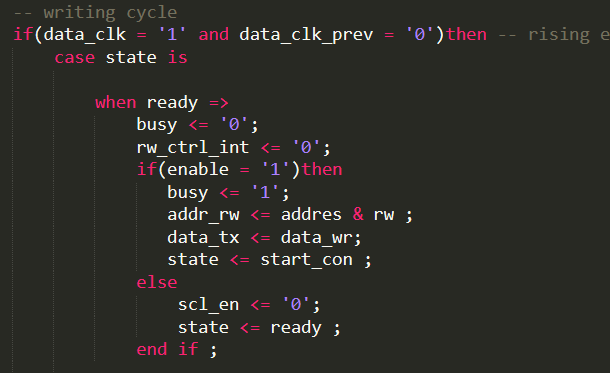 -- writing cycle
if(data_clk = '1' and data_clk_prev = '0')then -- rising e
case state is
when ready =>
busy <= '0';
rw_ctrl_int <= '0';
if(enable = '1')then
busy <= '1';
addr_rw <= addres & rw ;
data_tx <= data_wr;
state <= start_con ;
else
scl_en <= '0';
state <= ready ;
end if ;